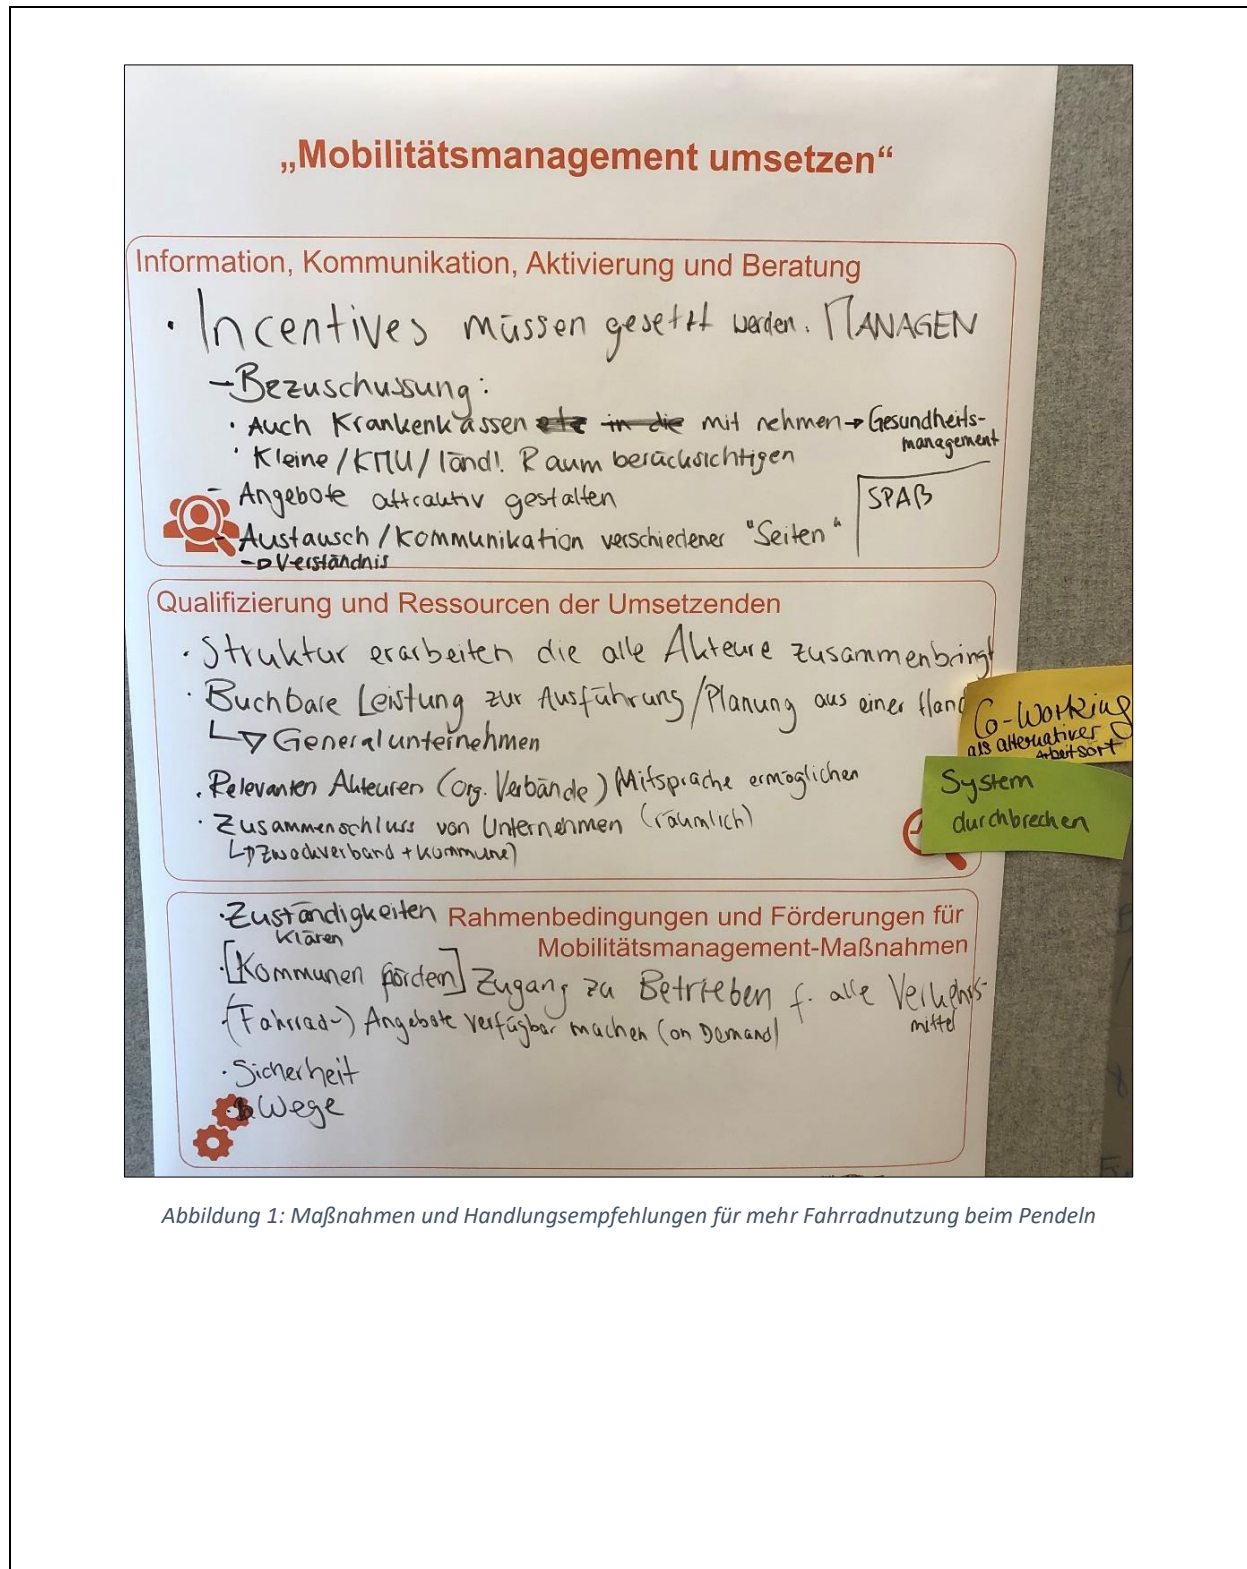 „Mobilitätsmanagement umsetzen“
Information, Kommunikation, Aktivierung und Beratung
· Incentives müssen gesetzt werden. MANAGEN
- Bezuschussung:
· Auch Krankenkassen etc in die mit nehmen → Gesundheits-
management
· Kleine/KMU/ländl. Raum berücksichtigen
- Angebote attraktiv gestalten
SPAß
- Austausch/Kommunikation verschiedener "Seiten"
→ Verständnis
Qualifizierung und Ressourcen der Umsetzenden
· Struktur erarbeiten die alle Akteure zusammenbringt
· Buchbare Leistung zur Ausführung/Planung aus einer Hand
↳ Generalunternehmen
Co-Working
als alternativer
Arbeitsort
· Relevanten Akteuren (org. Verbände) Mitsprache ermöglichen
System
durchbrechen
· Zusammenschluss von Unternehmen (räumlich)
↳ Zweckverband + Kommune)
· Zuständigkeiten
klären
Rahmenbedingungen und Förderungen für
Mobilitätsmanagement-Maßnahmen
· [Kommunen fördern] Zugang zu Betrieben f. alle Verkehrs-
mittel
· (Fahrrad-) Angebote verfügbar machen (on Demand)
· Sicherheit
· Wege
Abbildung 1: Maßnahmen und Handlungsempfehlungen für mehr Fahrradnutzung beim Pendeln